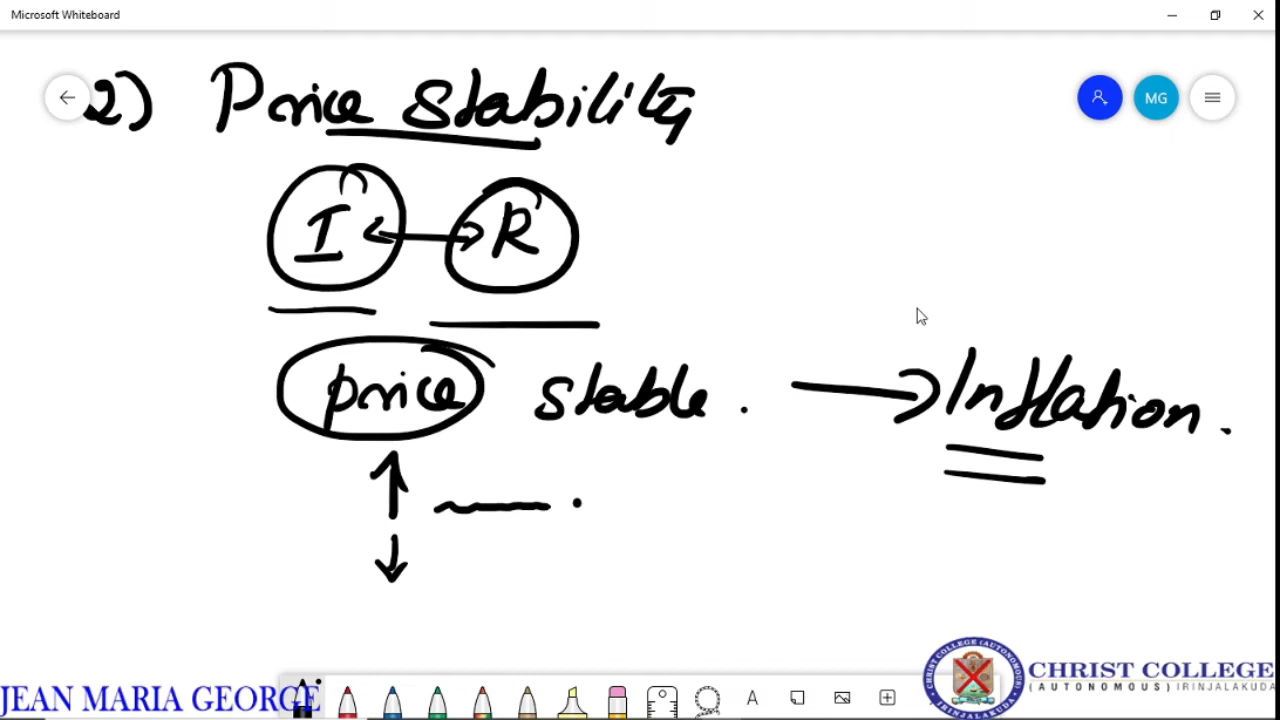 Microsoft Whiteboard
2) Price stability
MG
I R
price stable. Inflation.
A
CHRIST COLLEGE
(AUTONOMOUS) IRINJALAKUDA
JEAN MARIA GEORGE